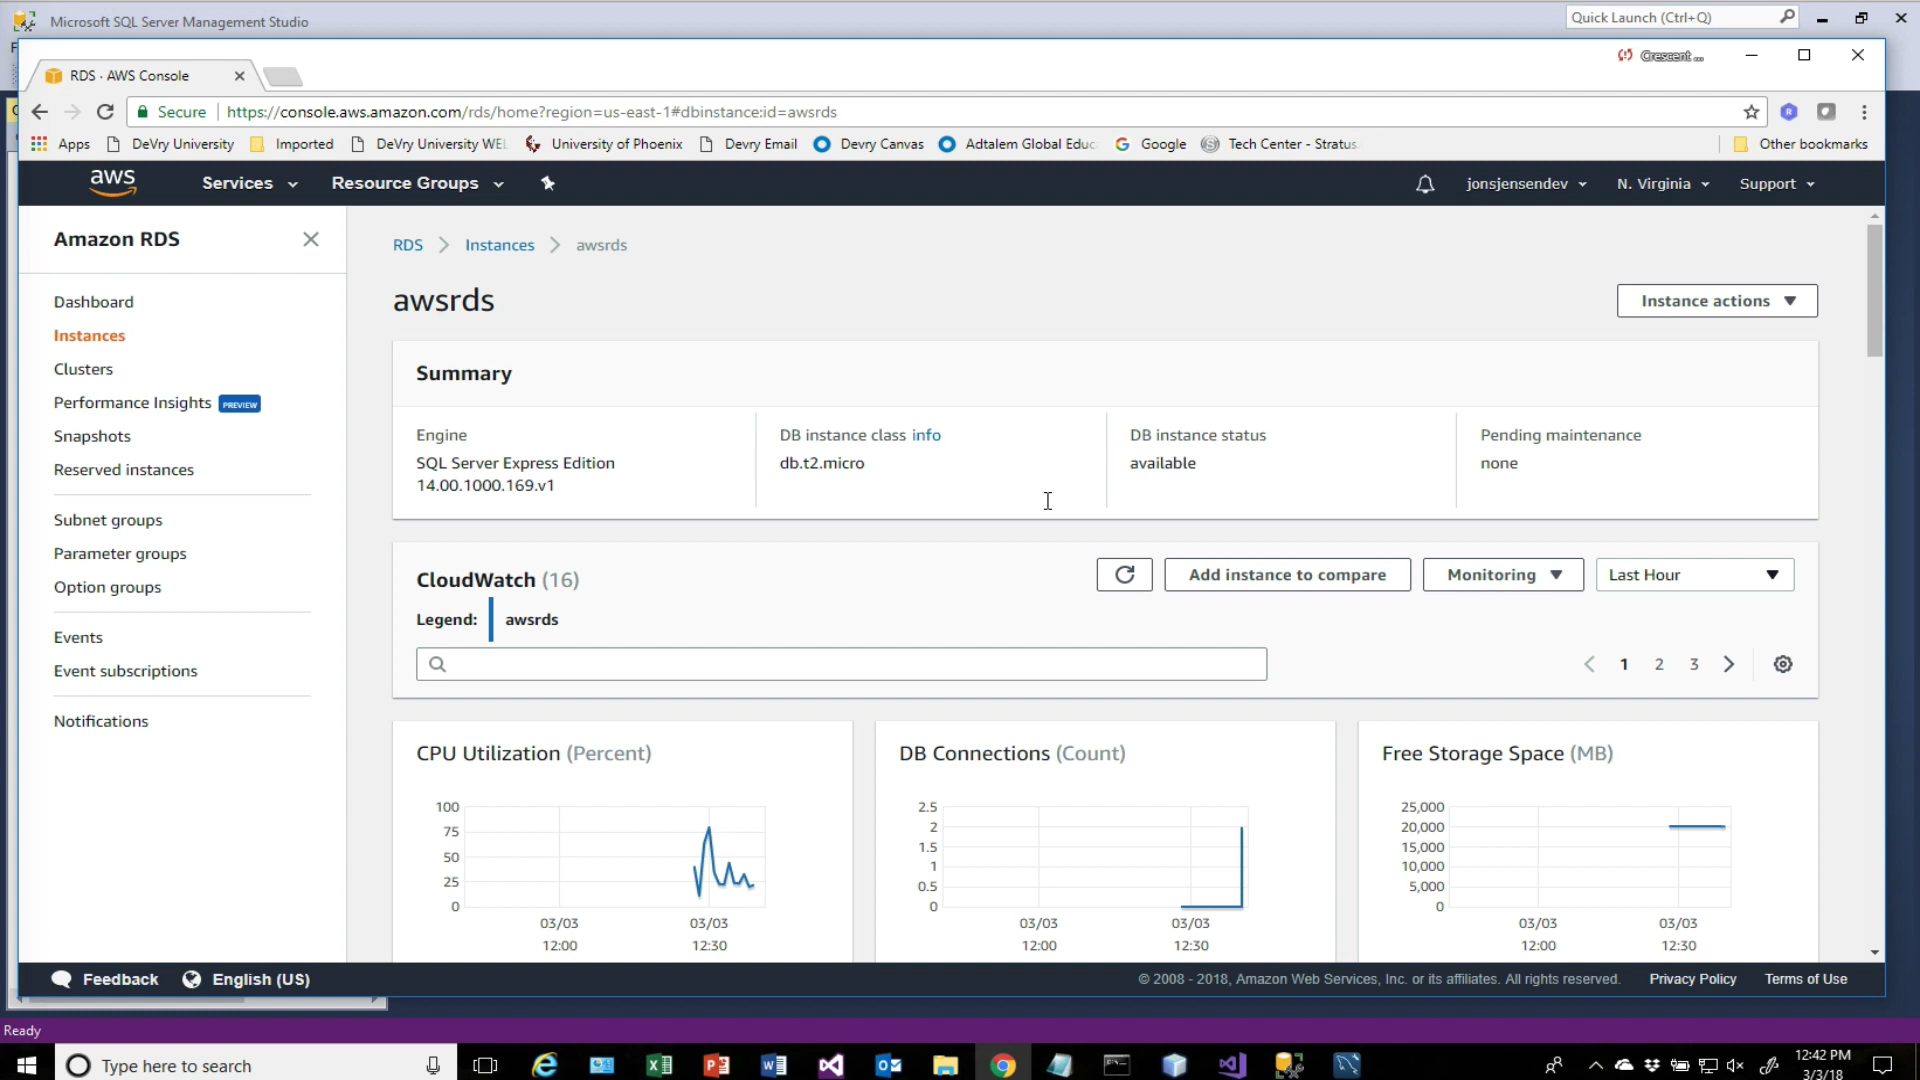 Microsoft SQL Server Management Studio
Quick Launch (Ctrl+Q)
Crescent ...
RDS · AWS Console
Secure
https://console.aws.amazon.com/rds/home?region=us-east-1#dbinstance:id=awsrds
Apps
DeVry University
Imported
DeVry University WEL
University of Phoenix
Devry Email
Devry Canvas
Adtalem Global Educ
Google
Tech Center - Stratus
Other bookmarks
aws
Services
Resource Groups
jonsjensendev
N. Virginia
Support
Amazon RDS
Dashboard
Instances
Clusters
Performance Insights PREVIEW
Snapshots
Reserved instances
Subnet groups
Parameter groups
Option groups
Events
Event subscriptions
Notifications
RDS > Instances > awsrds
awsrds
Instance actions
Summary
Engine
SQL Server Express Edition
14.00.1000.169.v1
DB instance class info
db.t2.micro
DB instance status
available
Pending maintenance
none
CloudWatch (16)
Add instance to compare
Monitoring
Last Hour
Legend: awsrds
1 2 3
CPU Utilization (Percent)
100
75
50
25
0
03/03 03/03
12:00 12:30
DB Connections (Count)
2.5
2
1.5
1
0.5
0
03/03 03/03
12:00 12:30
Free Storage Space (MB)
25,000
20,000
15,000
10,000
5,000
0
03/03 03/03
12:00 12:30
Feedback
English (US)
© 2008 - 2018, Amazon Web Services, Inc. or its affiliates. All rights reserved.
Privacy Policy
Terms of Use
Ready
Type here to search
12:42 PM
3/3/18